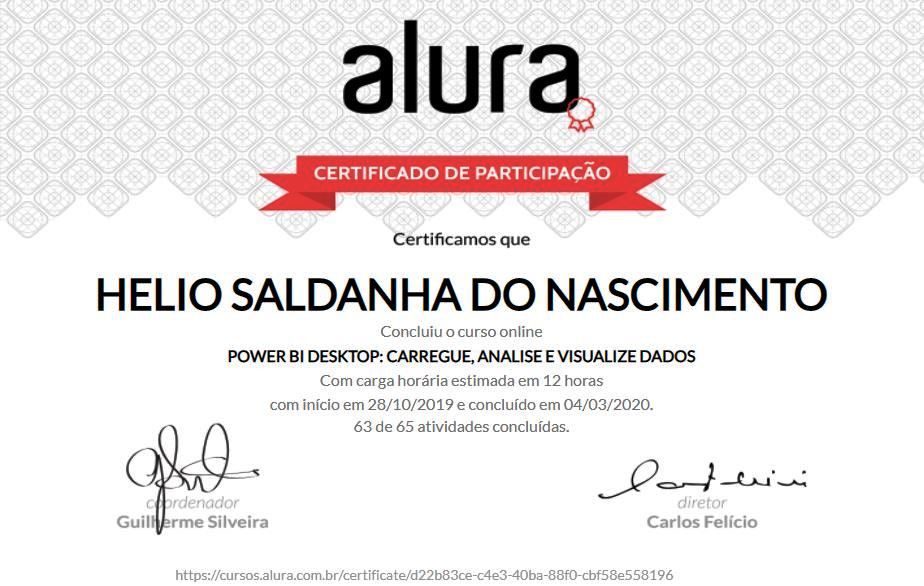 alura
CERTIFICADO DE PARTICIPAÇÃO
Certificamos que
HELIO SALDANHA DO NASCIMENTO
Concluiu o curso online
POWER BI DESKTOP: CARREGUE, ANALISE E VISUALIZE DADOS
Com carga horária estimada em 12 horas
com início em 28/10/2019 e concluído em 04/03/2020.
63 de 65 atividades concluídas.
coordenador
Guilherme Silveira
diretor
Carlos Felício
https://cursos.alura.com.br/certificate/d22b83ce-c4e3-40ba-88f0-cbf58e558196